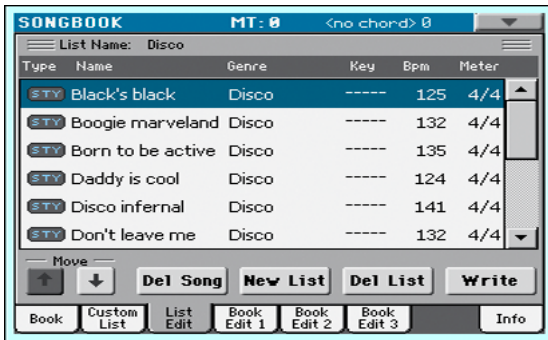 SONGBOOK MT: 0 <no chord> 0
List Name: Disco
Type Name Genre Key Bpm Meter
STY Black's black Disco ----- 125 4/4
STY Boogie marveland Disco ----- 132 4/4
STY Born to be active Disco ----- 135 4/4
STY Daddy is cool Disco ----- 124 4/4
STY Disco infernal Disco ----- 141 4/4
STY Don't leave me Disco ----- 132 4/4
Move
Del Song New List Del List Write
Book Custom List List Edit Book Edit 1 Book Edit 2 Book Edit 3 Info